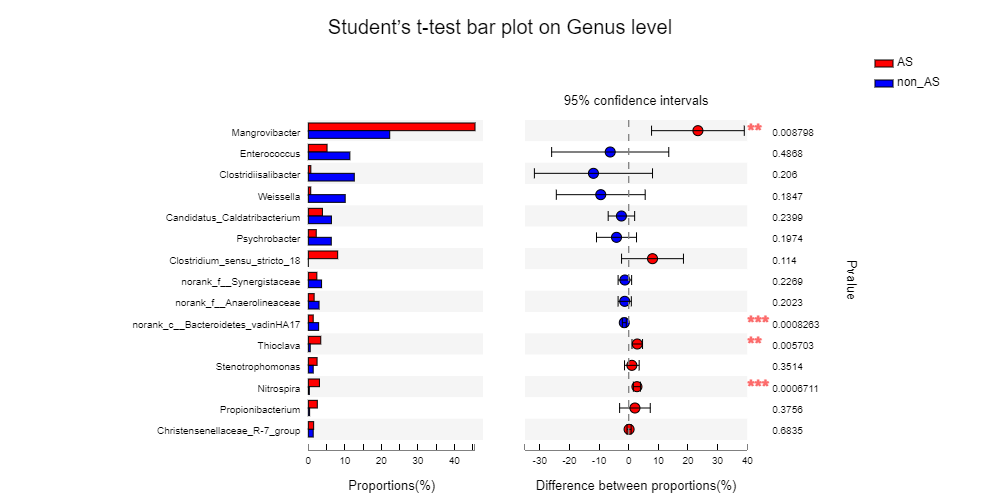 Student's t-test bar plot on Genus level
AS
non_AS
95% confidence intervals
Mangrovibacter
** 0.008798
Enterococcus
0.4868
Clostridiisalibacter
0.206
Weissella
0.1847
Candidatus_Caldatribacterium
0.2399
Psychrobacter
0.1974
Clostridium_sensu_stricto_18
0.114
norank_f__Synergistaceae
0.2269
norank_f__Anaerolineaceae
0.2023
norank_c__Bacteroidetes_vadinHA17
*** 0.0008263
Thioclava
** 0.005703
Stenotrophomonas
0.3514
Nitrospira
*** 0.0006711
Propionibacterium
0.3756
Christensenellaceae_R-7_group
0.6835
Pvalue
0 10 20 30 40
-30 -20 -10 0 10 20 30 40
Proportions(%)
Difference between proportions(%)